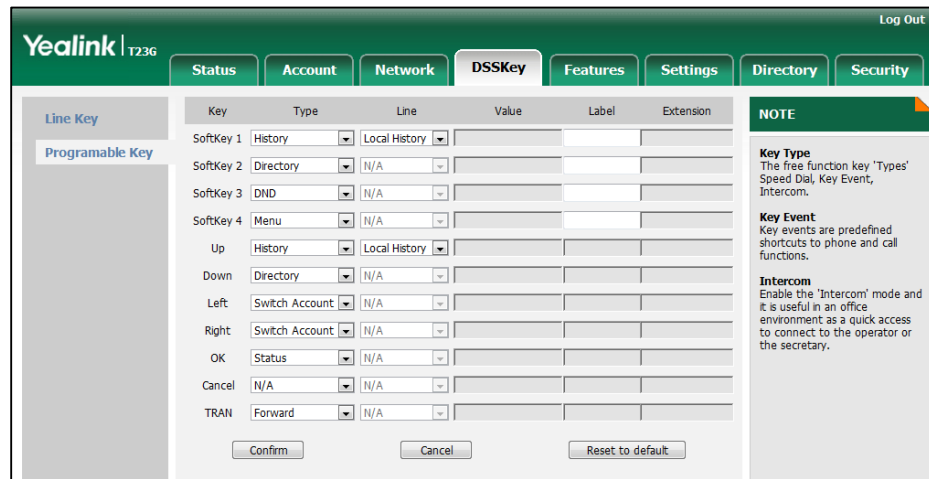 Log Out
Yealink | T23G
Status Account Network DSSKey Features Settings Directory Security
Line Key
Programable Key
Key Type Line Value Label Extension
SoftKey 1 History Local History
SoftKey 2 Directory N/A
SoftKey 3 DND N/A
SoftKey 4 Menu N/A
Up History Local History
Down Directory N/A
Left Switch Account N/A
Right Switch Account N/A
OK Status N/A
Cancel N/A N/A
TRAN Forward N/A
Confirm Cancel Reset to default
NOTE
Key Type
The free function key 'Types'
Speed Dial, Key Event,
Intercom.
Key Event
Key events are predefined
shortcuts to phone and call
functions.
Intercom
Enable the 'Intercom' mode and
it is useful in an office
environment as a quick access
to connect to the operator or
the secretary.